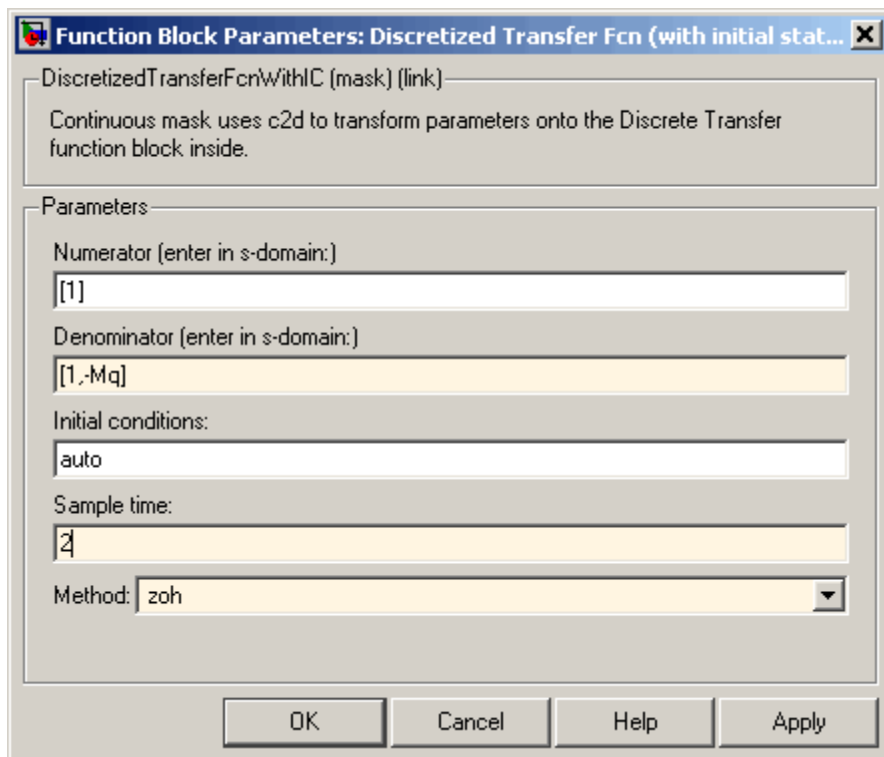 Function Block Parameters: Discretized Transfer Fcn (with initial stat...
DiscretizedTransferFcnWithIC (mask) (link)
Continuous mask uses c2d to transform parameters onto the Discrete Transfer
function block inside.
Parameters
Numerator (enter in s-domain:)
[1]
Denominator (enter in s-domain:)
[1,-Mq]
Initial conditions:
auto
Sample time:
2
Method: zoh
OK Cancel Help Apply